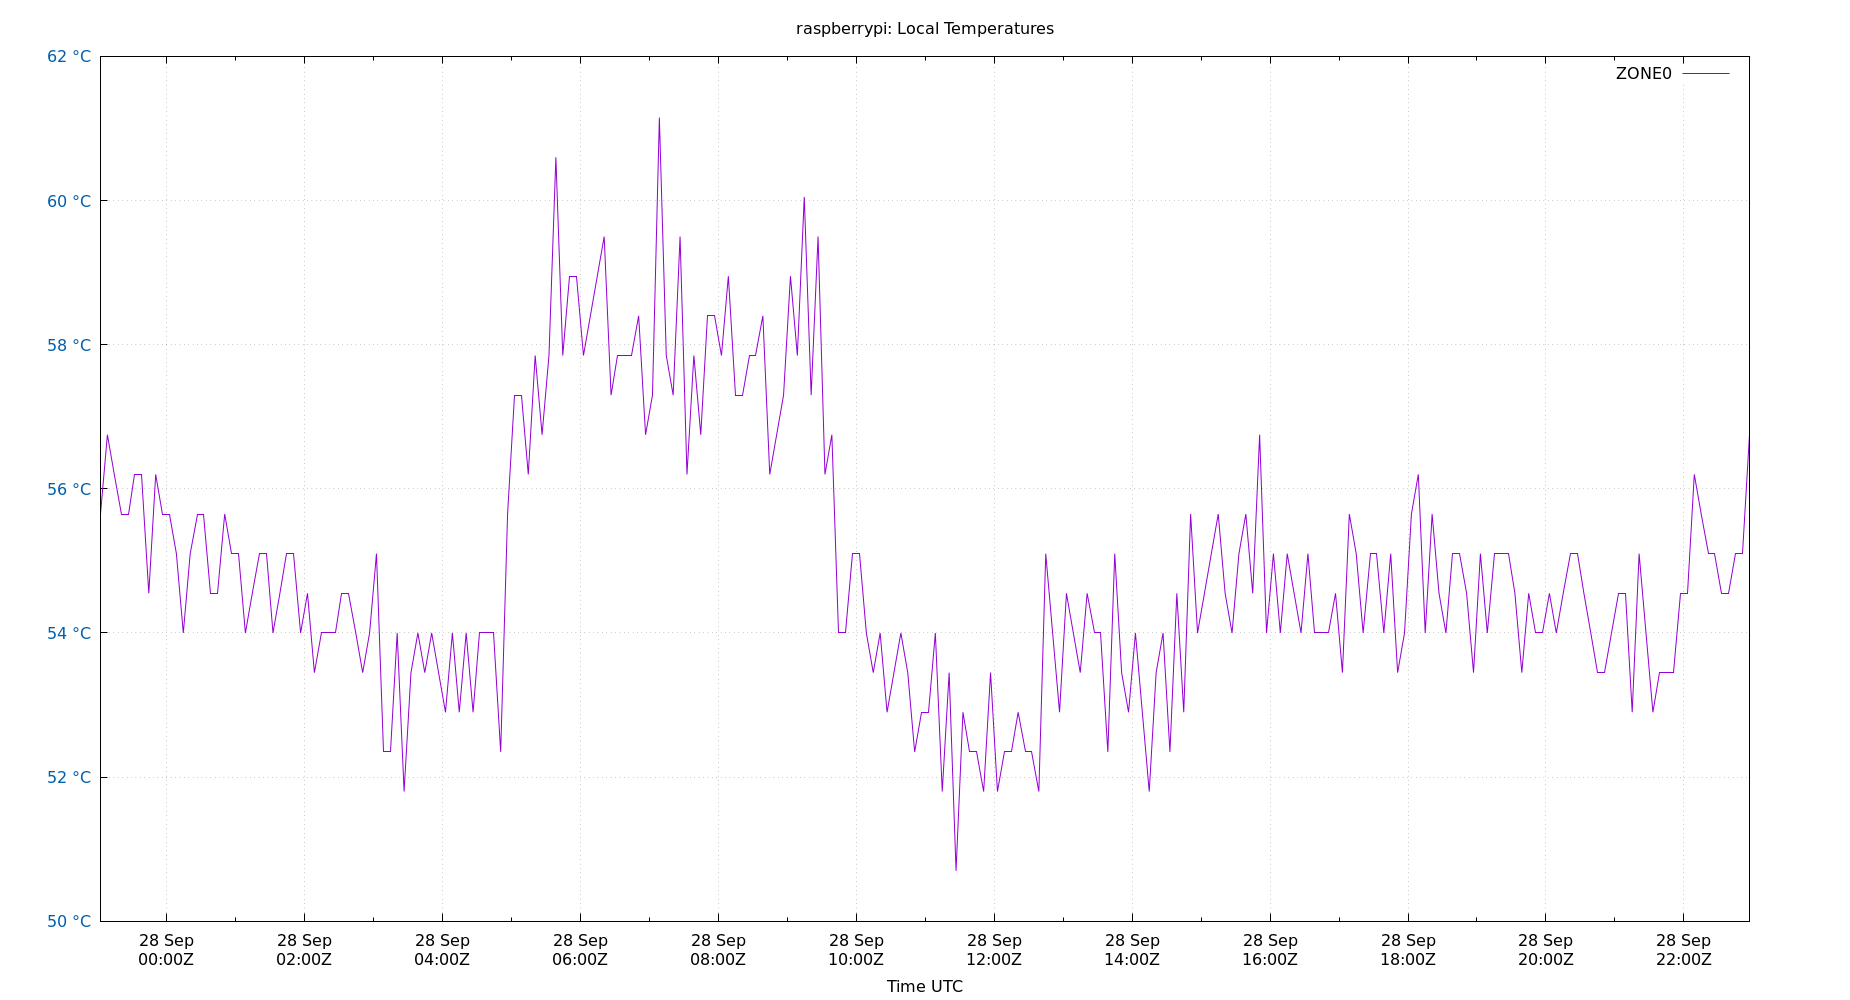 raspberrypi: Local Temperatures
62 °C
ZONE0
60 °C
58 °C
56 °C
54 °C
52 °C
50 °C
28 Sep 28 Sep 28 Sep 28 Sep 28 Sep 28 Sep 28 Sep 28 Sep 28 Sep 28 Sep 28 Sep 28 Sep
00:00Z 02:00Z 04:00Z 06:00Z 08:00Z 10:00Z 12:00Z 14:00Z 16:00Z 18:00Z 20:00Z 22:00Z
Time UTC